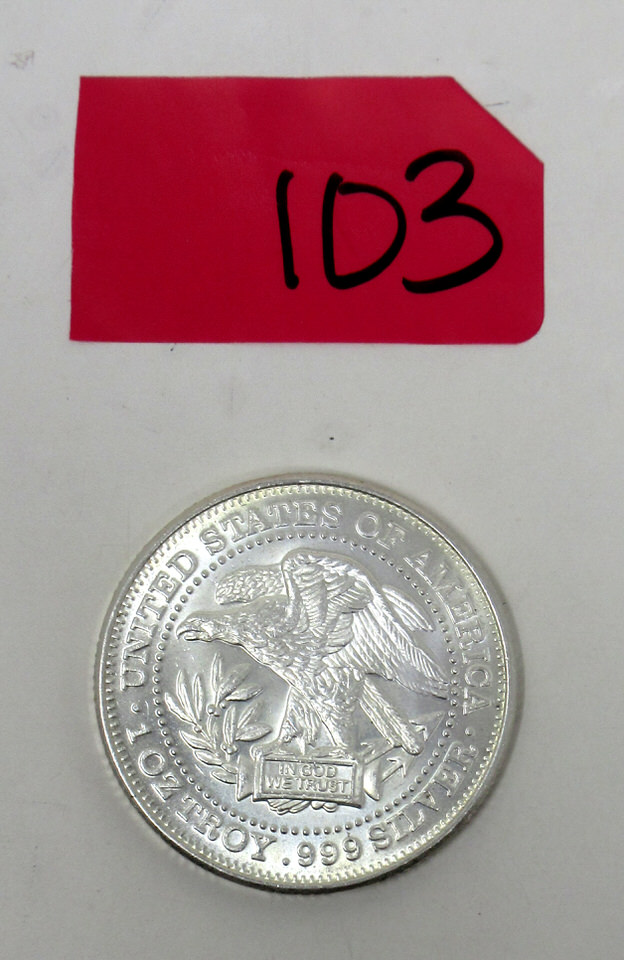 103
· UNITED STATES OF AMERICA ·
IN GOD
WE TRUST
1 OZ TROY .999 SILVER